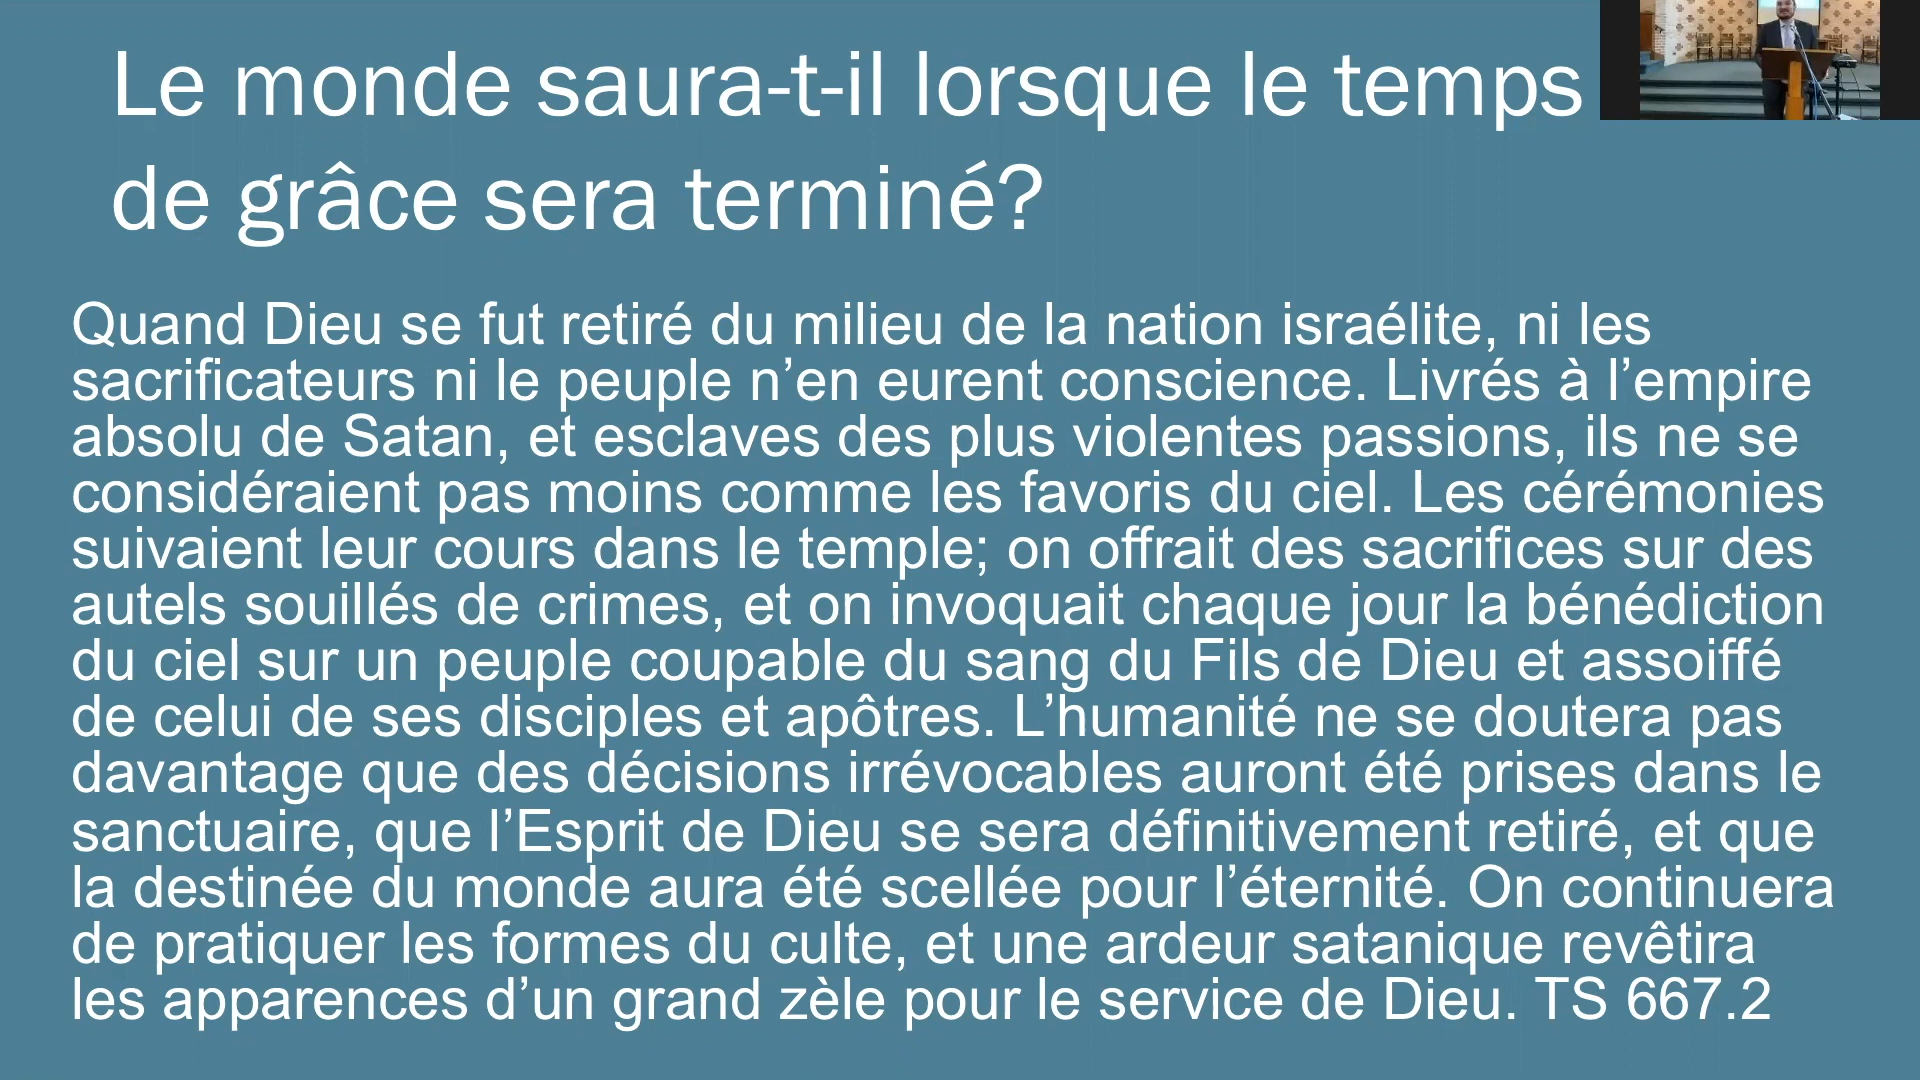 Le monde saura-t-il lorsque le temps
de grâce sera terminé?
Quand Dieu se fut retiré du milieu de la nation israélite, ni les
sacrificateurs ni le peuple n’en eurent conscience. Livrés à l’empire
absolu de Satan, et esclaves des plus violentes passions, ils ne se
considéraient pas moins comme les favoris du ciel. Les cérémonies
suivaient leur cours dans le temple; on offrait des sacrifices sur des
autels souillés de crimes, et on invoquait chaque jour la bénédiction
du ciel sur un peuple coupable du sang du Fils de Dieu et assoiffé
de celui de ses disciples et apôtres. L’humanité ne se doutera pas
davantage que des décisions irrévocables auront été prises dans le
sanctuaire, que l’Esprit de Dieu se sera définitivement retiré, et que
la destinée du monde aura été scellée pour l’éternité. On continuera
de pratiquer les formes du culte, et une ardeur satanique revêtira
les apparences d’un grand zèle pour le service de Dieu. TS 667.2